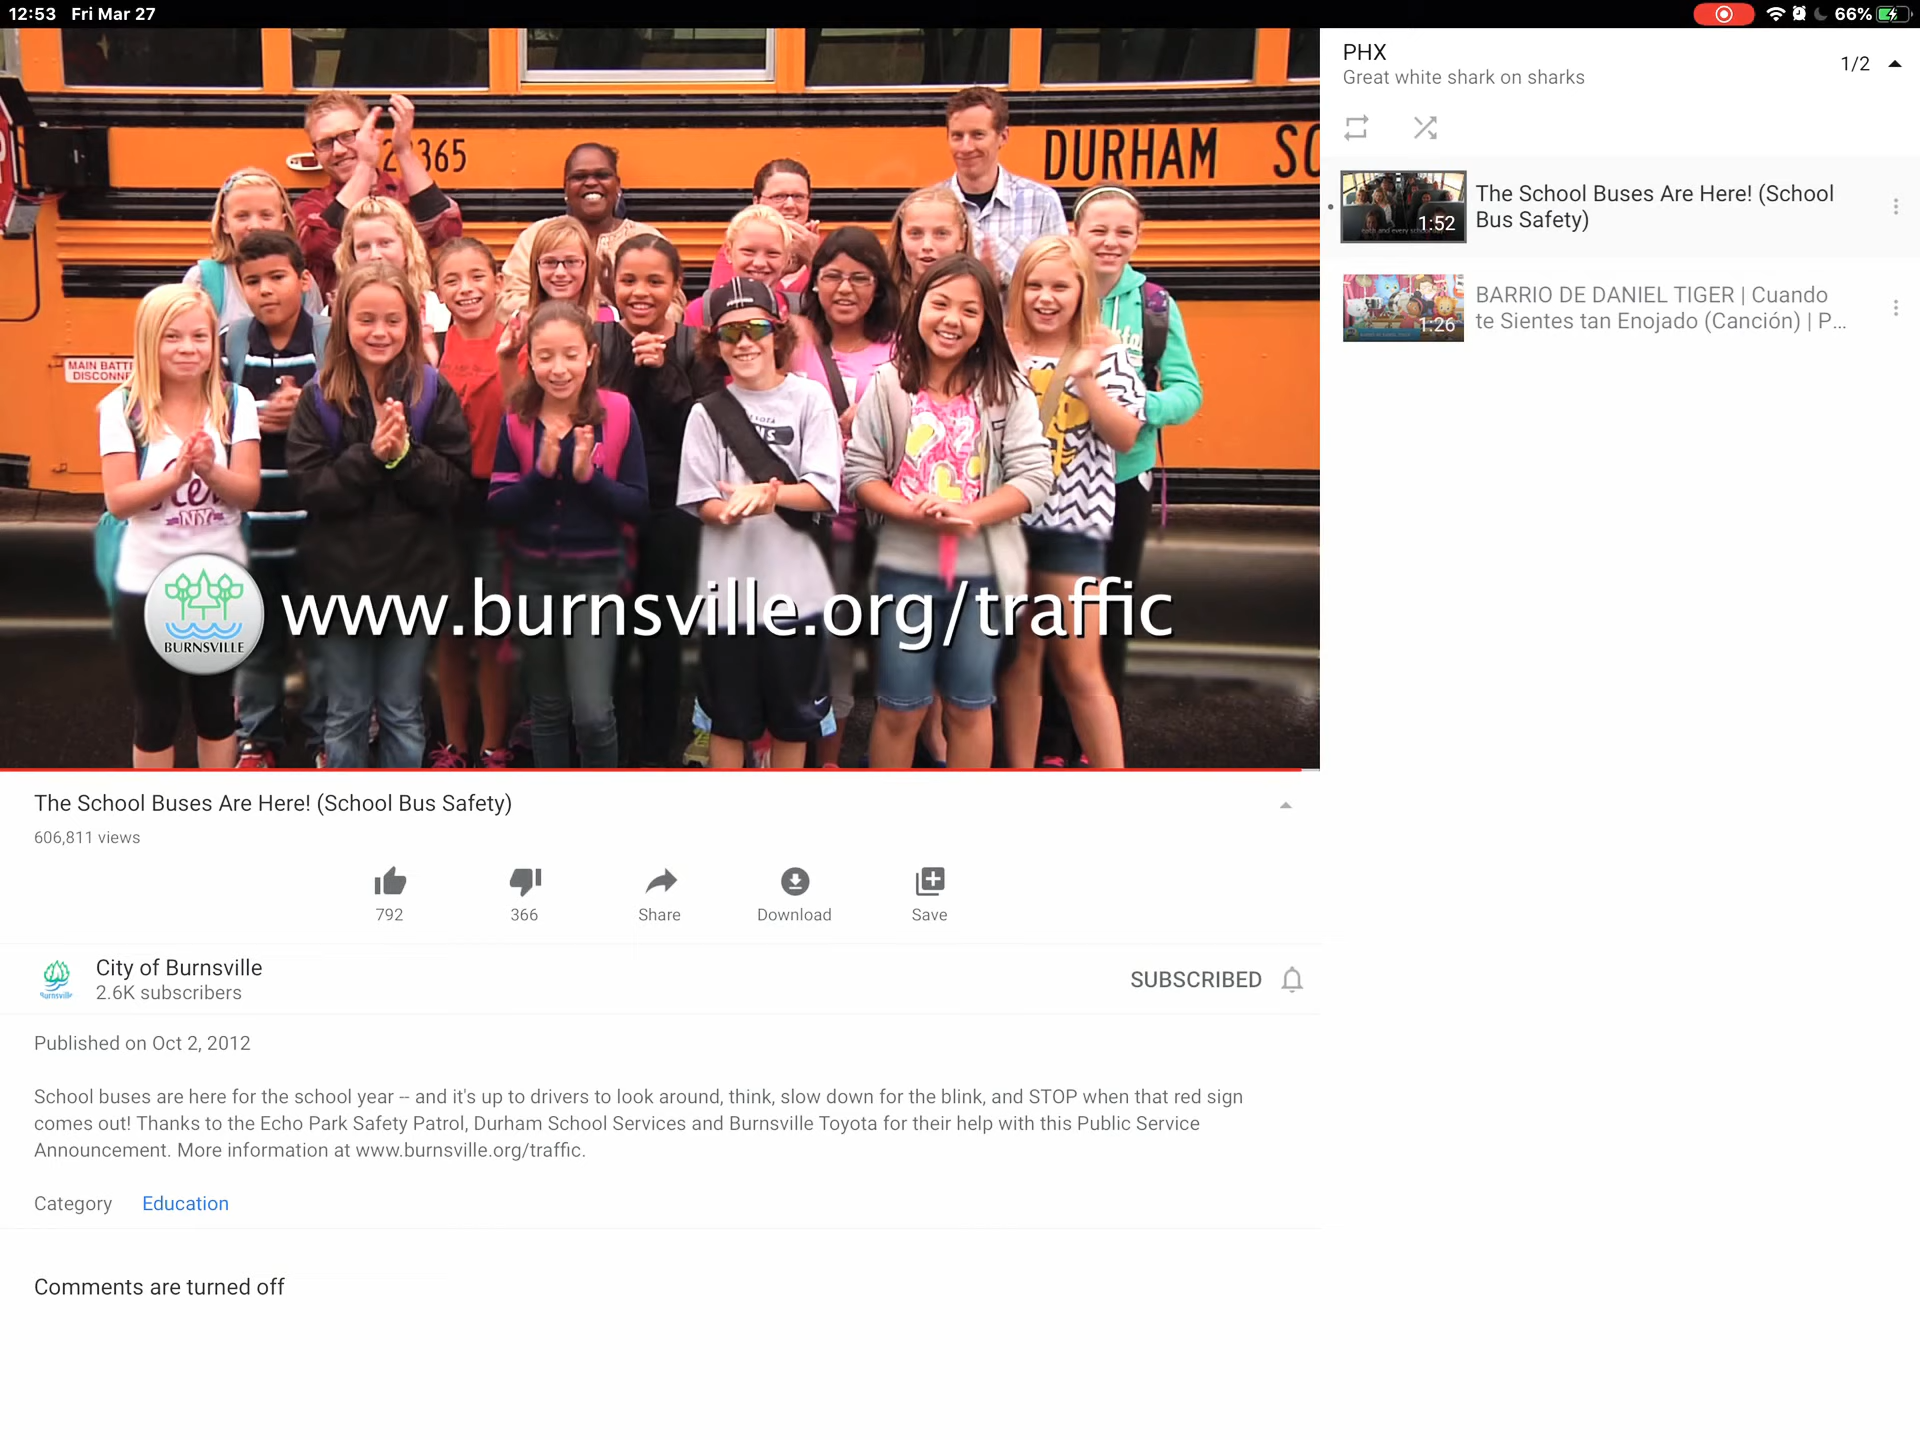 12:53 Fri Mar 27
66%
23365
DURHAM SC
MAIN BATT
DISCONNE
NY
BURNSVILLE
www.burnsville.org/traffic
The School Buses Are Here! (School Bus Safety)
606,811 views
792
366
Share
Download
Save
City of Burnsville
2.6K subscribers
SUBSCRIBED
Published on Oct 2, 2012
School buses are here for the school year -- and it's up to drivers to look around, think, slow down for the blink, and STOP when that red sign
comes out! Thanks to the Echo Park Safety Patrol, Durham School Services and Burnsville Toyota for their help with this Public Service
Announcement. More information at www.burnsville.org/traffic.
Category Education
Comments are turned off
PHX
Great white shark on sharks
1/2
1:52
The School Buses Are Here! (School
Bus Safety)
1:26
BARRIO DE DANIEL TIGER | Cuando
te Sientes tan Enojado (Canción) | P...